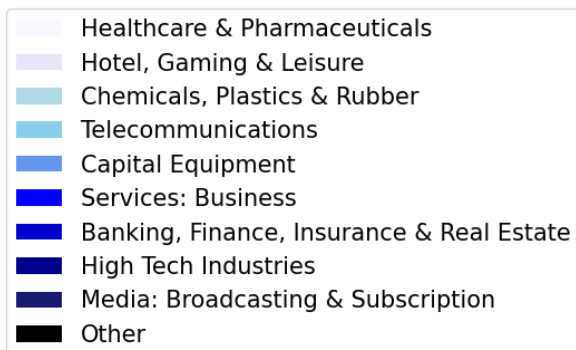 Healthcare & Pharmaceuticals
Hotel, Gaming & Leisure
Chemicals, Plastics & Rubber
Telecommunications
Capital Equipment
Services: Business
Banking, Finance, Insurance & Real Estate
High Tech Industries
Media: Broadcasting & Subscription
Other